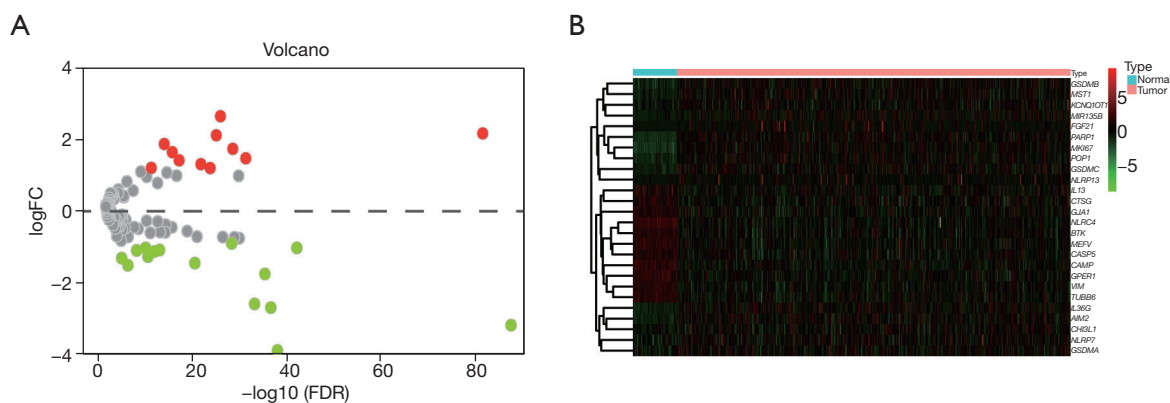 A
Volcano
4
2
0
−2
−4
logFC
0
20
40
60
80
−log10 (FDR)
B
Type
GSDMB
MST1
KCNQ1OT1
MIR135B
FGF21
PARP1
MKI67
POP1
GSDMC
NLRP13
IL13
CTSG
GJA1
NLRC4
BTK
MEFV
CASP5
CAMP
GPER1
VIM
TUBB6
IL36G
AIM2
CHI3L1
NLRP7
GSDMA
5
0
−5
Type
Normal
Tumor